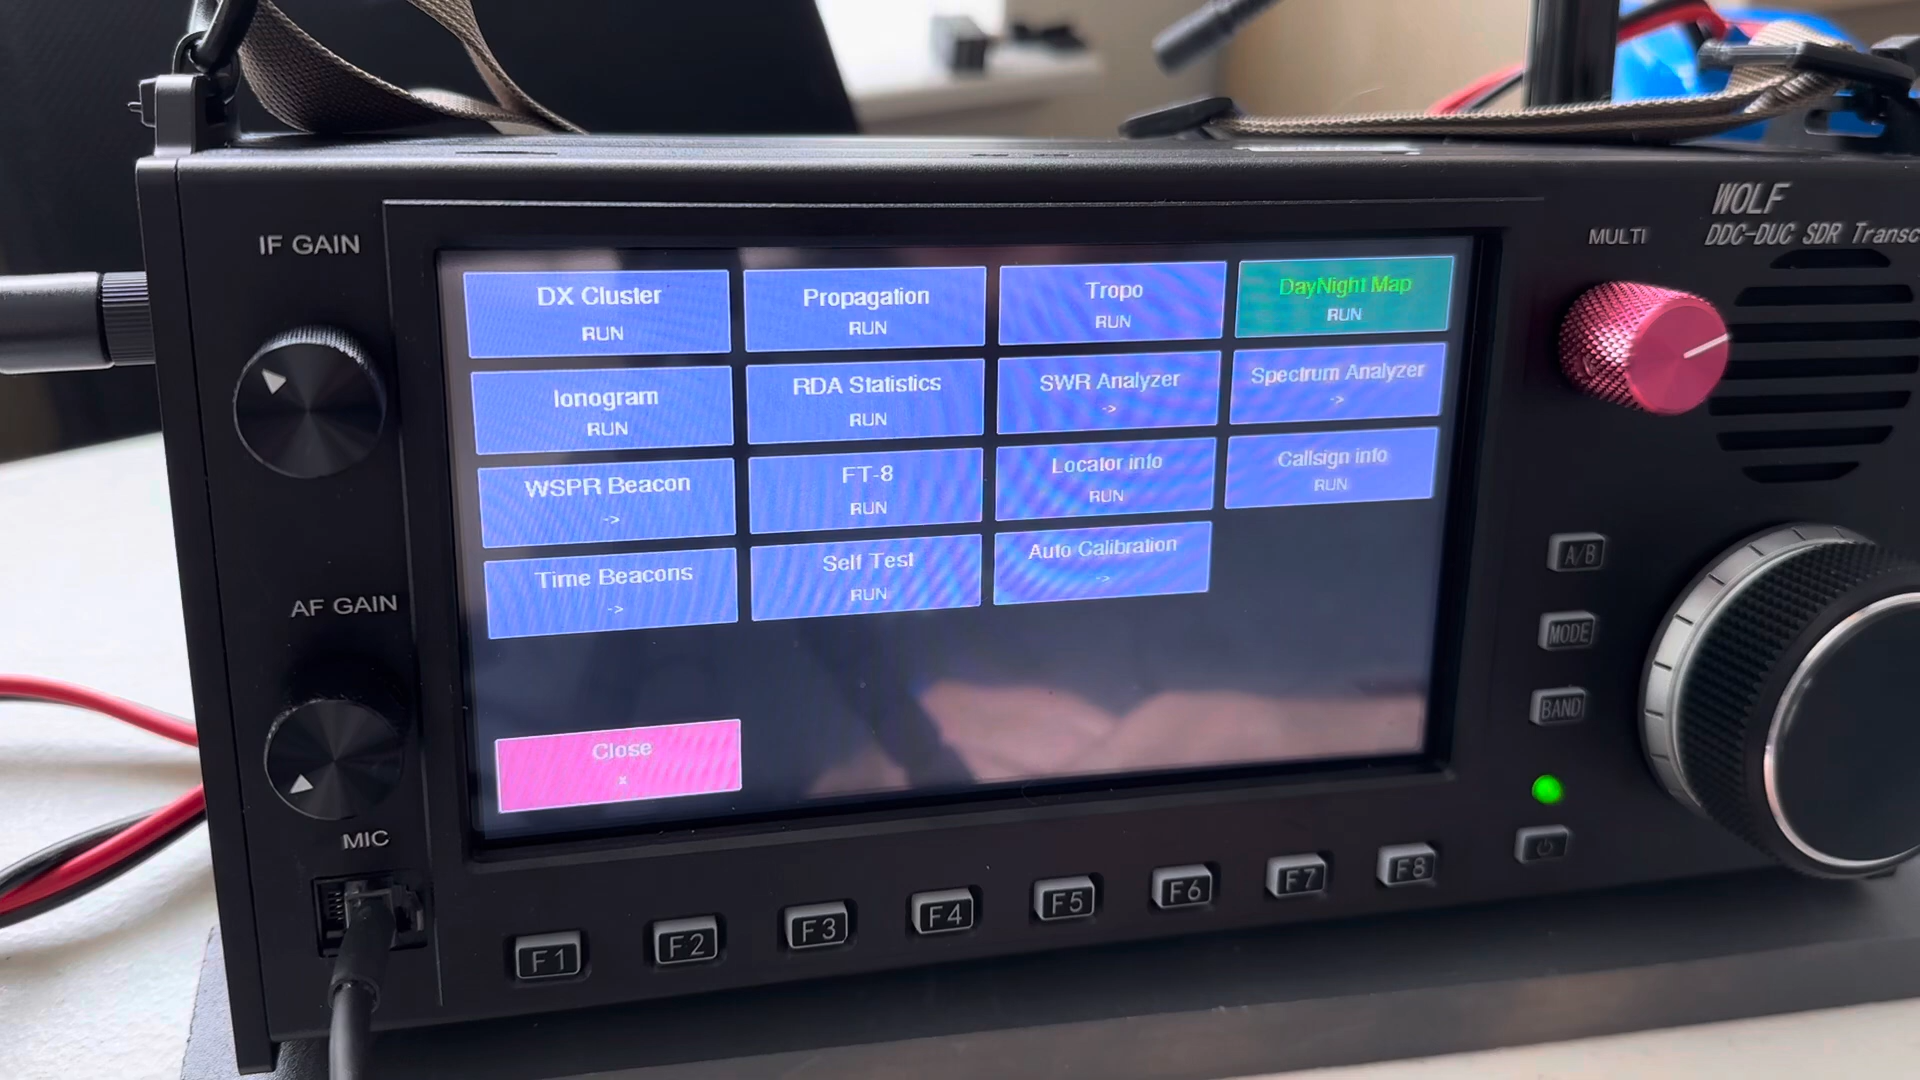 IF GAIN
AF GAIN
MIC
DX Cluster
RUN
Propagation
RUN
Tropo
RUN
DayNight Map
RUN
Ionogram
RUN
RDA Statistics
RUN
SWR Analyzer
->
Spectrum Analyzer
->
WSPR Beacon
->
FT-8
RUN
Locator info
RUN
Callsign info
RUN
Time Beacons
->
Self Test
RUN
Auto Calibration
->
Close
x
WOLF
DDC-DUC SDR Transc
MULTI
A/B
MODE
BAND
F1 F2 F3 F4 F5 F6 F7 F8